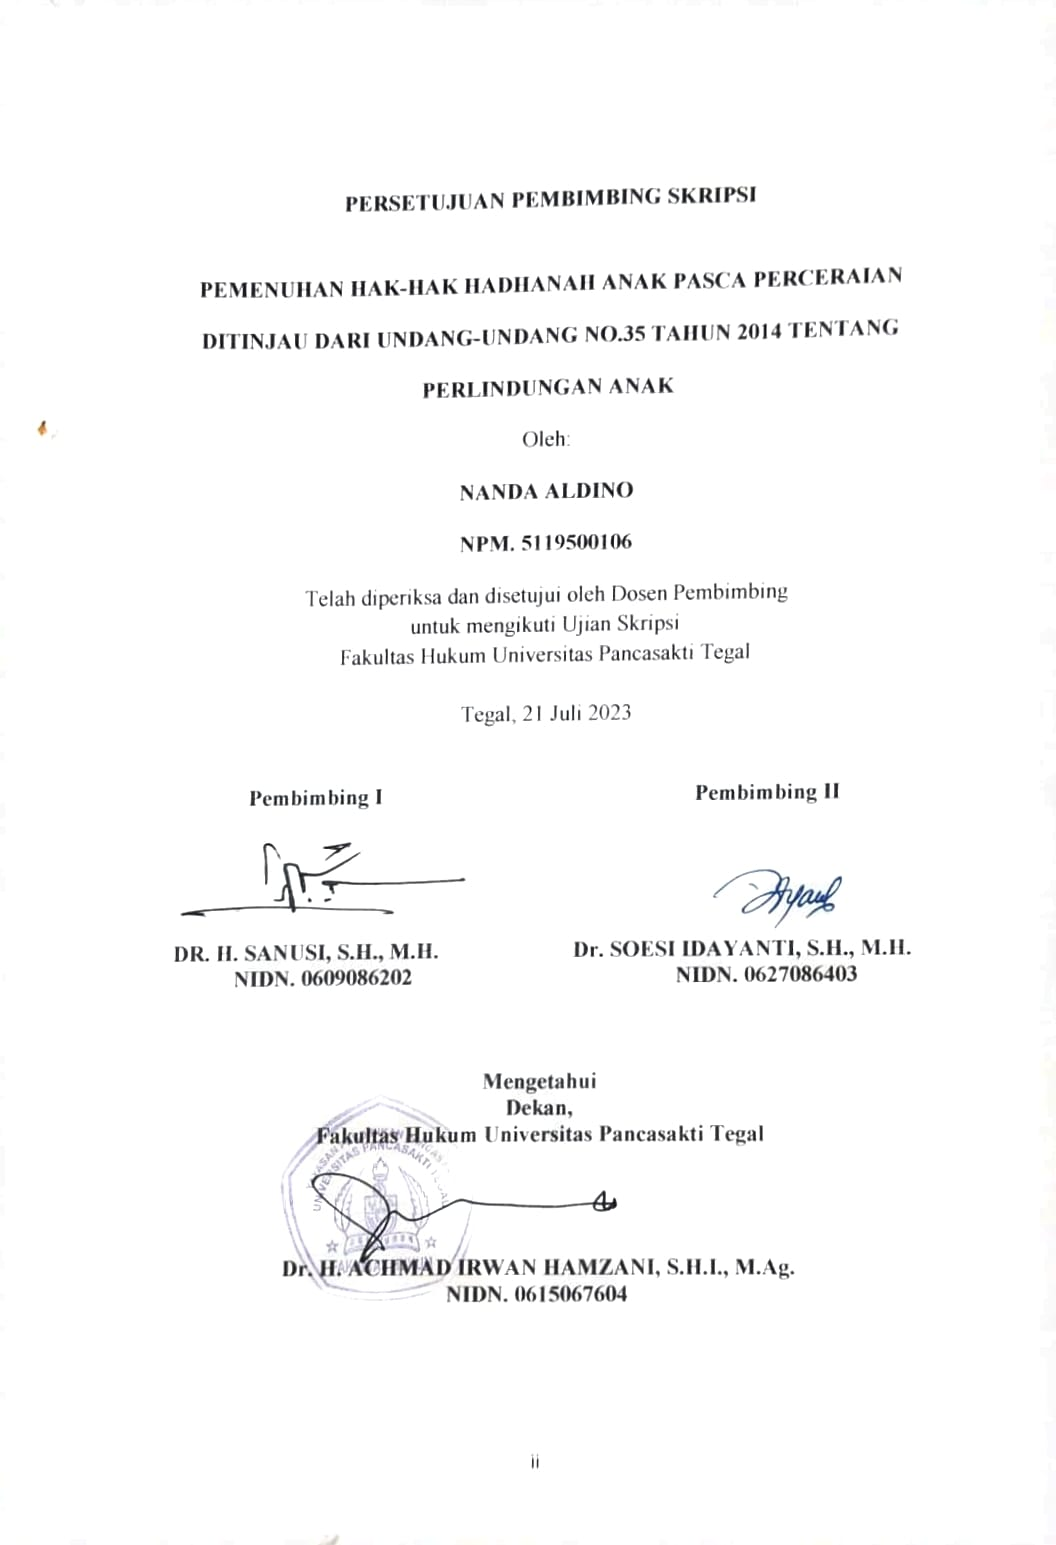 PERSETUJUAN PEMBIMBING SKRIPSI
PEMENUHAN HAK-HAK HADHANAH ANAK PASCA PERCERAIAN
DITINJAU DARI UNDANG-UNDANG NO.35 TAHUN 2014 TENTANG
PERLINDUNGAN ANAK
Oleh:
NANDA ALDINO
NPM. 5119500106
Telah diperiksa dan disetujui oleh Dosen Pembimbing
untuk mengikuti Ujian Skripsi
Fakultas Hukum Universitas Pancasakti Tegal
Tegal, 21 Juli 2023
Pembimbing I
Pembimbing II
DR. H. SANUSI, S.H., M.H.
NIDN. 0609086202
Dr. SOESI IDAYANTI, S.H., M.H.
NIDN. 0627086403
Mengetahui
Dekan,
Fakultas Hukum Universitas Pancasakti Tegal
UNIVERSITAS PANCASAKTI TEGAL
Dr. H. ACHMAD IRWAN HAMZANI, S.H.I., M.Ag.
NIDN. 0615067604
ii